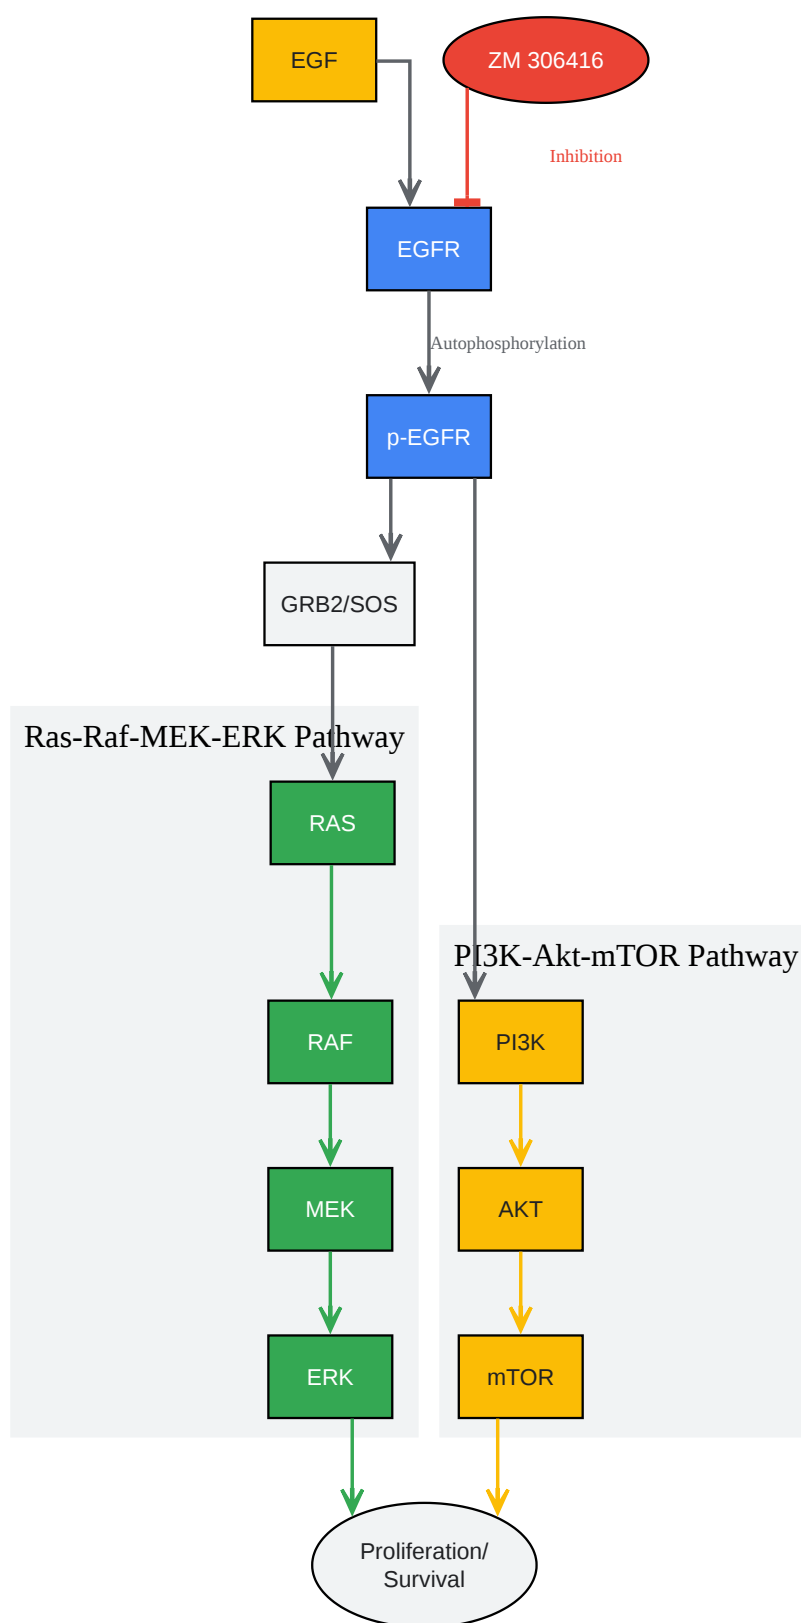 EGF
ZM 306416
Inhibition
EGFR
Autophosphorylation
p-EGFR
GRB2/SOS
Ras-Raf-MEK-ERK Pathway
RAS
PI3K-Akt-mTOR Pathway
RAF
PI3K
MEK
AKT
ERK
mTOR
Proliferation/
Survival